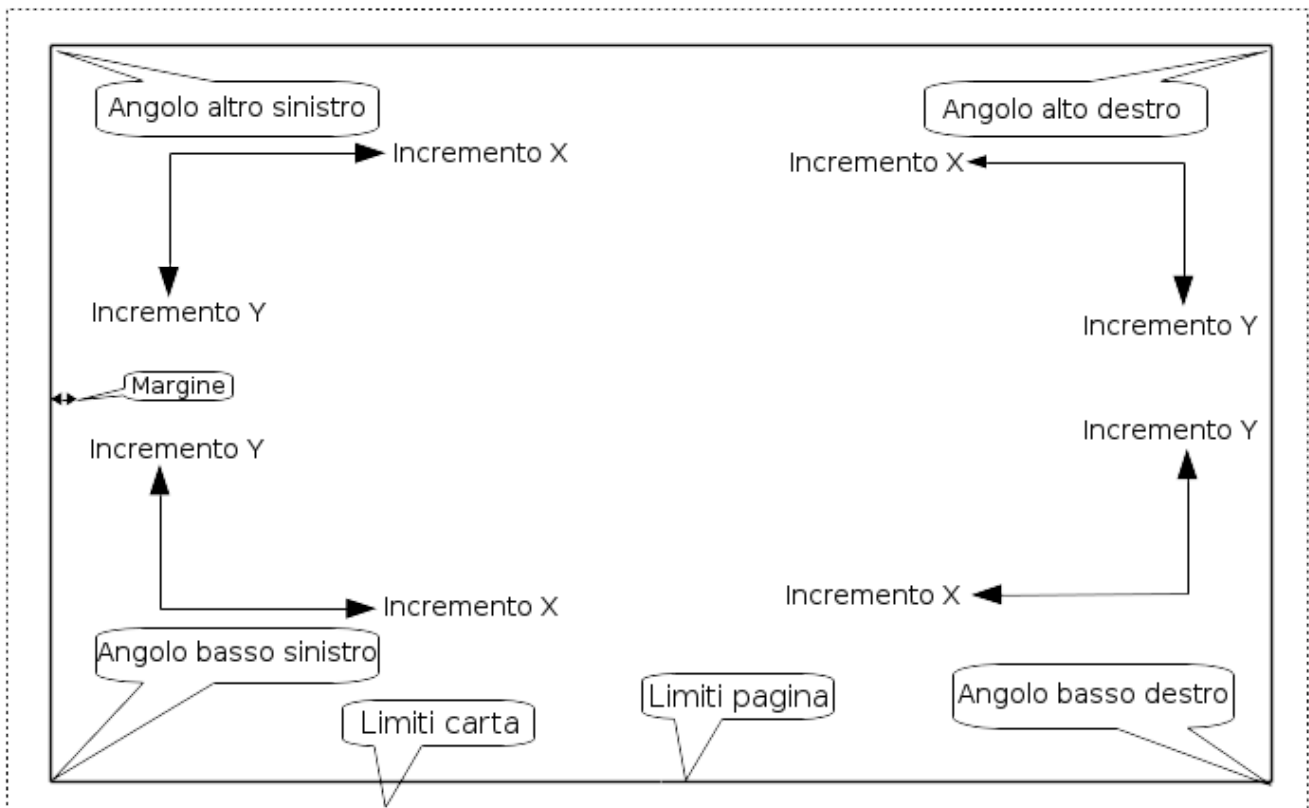 Angolo altro sinistro
Angolo alto destro
Incremento X
Incremento X
Incremento Y
Incremento Y
Margine
Incremento Y
Incremento Y
Incremento X
Incremento X
Angolo basso sinistro
Limiti carta
Limiti pagina
Angolo basso destro